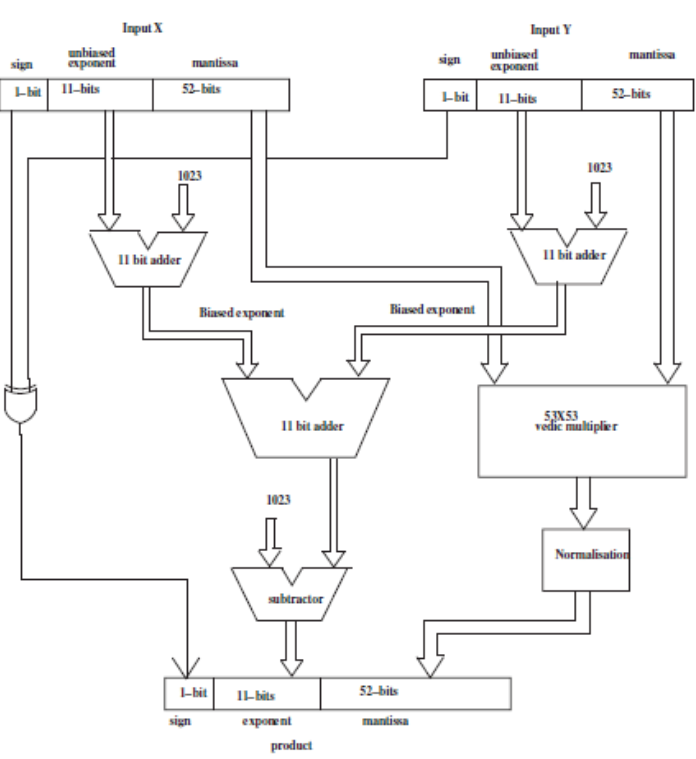 Input X
Input Y
sign
unbiased
exponent
mantissa
sign
unbiased
exponent
mantissa
1-bit
11-bits
52-bits
1-bit
11-bits
52-bits
1023
1023
11 bit adder
11 bit adder
Biased exponent
Biased exponent
11 bit adder
53X53
vedic multiplier
1023
Normalisation
subtractor
1-bit
11-bits
52-bits
sign
exponent
mantissa
product